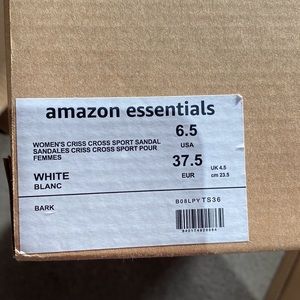 amazon essentials
WOMEN'S CRISS CROSS SPORT SANDAL
SANDALES CRISS CROSS SPORT POUR
FEMMES
6.5
USA
37.5
EUR
UK 4.5
cm 23.5
WHITE
BLANC
BARK
B08LPYTS36